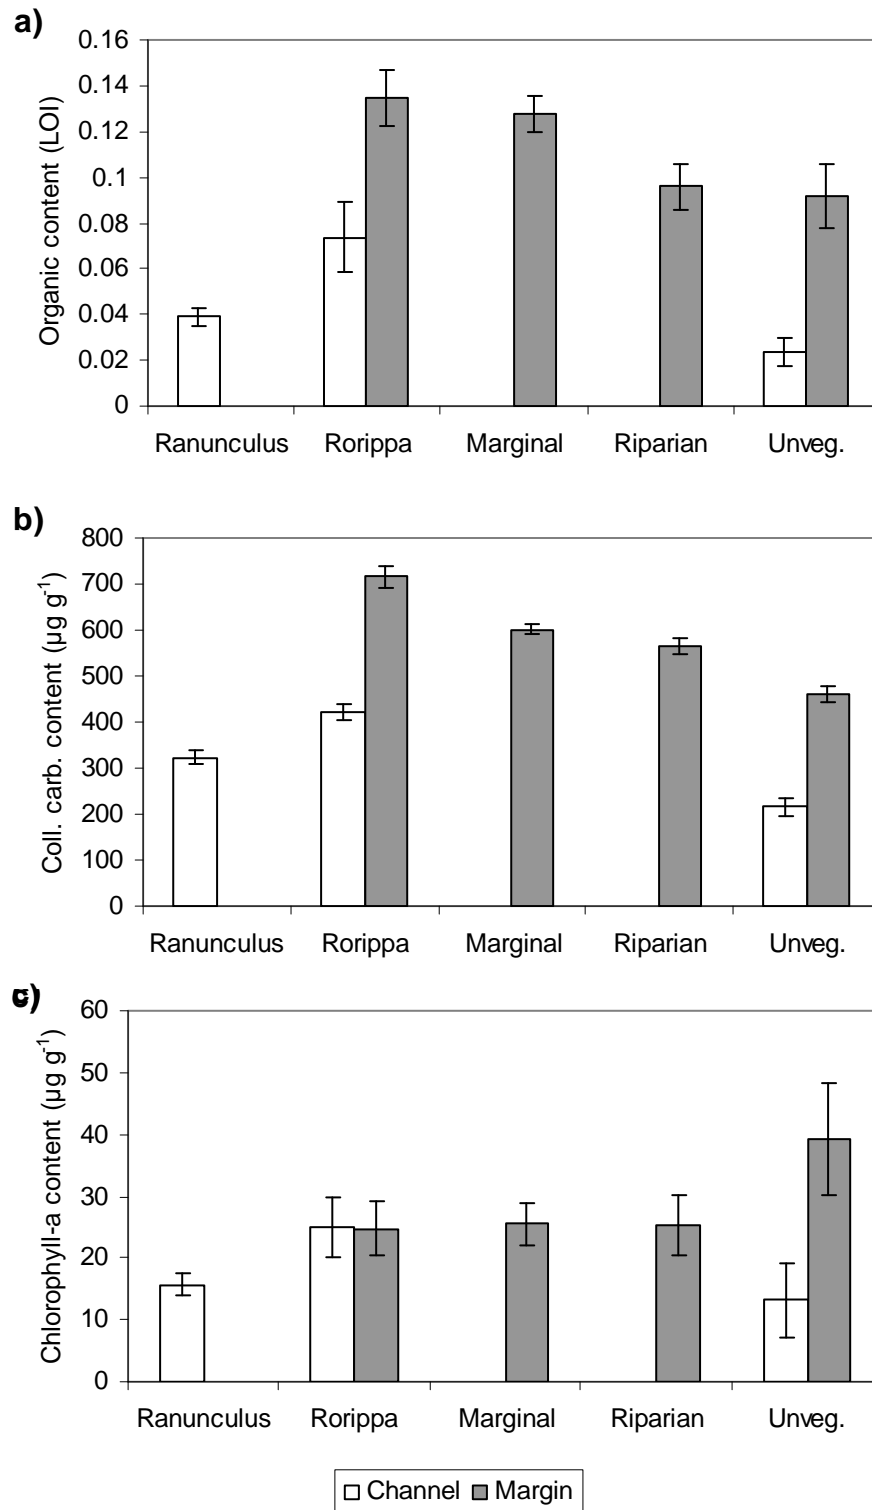 a)
Organic content (LOI)
0.16
0.14
0.12
0.1
0.08
0.06
0.04
0.02
0
Ranunculus Rorippa Marginal Riparian Unveg.
b)
Coll. carb. content (µg g⁻¹)
800
700
600
500
400
300
200
100
0
Ranunculus Rorippa Marginal Riparian Unveg.
c)
Chlorophyll-a content (µg g⁻¹)
60
50
40
30
20
10
0
Ranunculus Rorippa Marginal Riparian Unveg.
Channel Margin